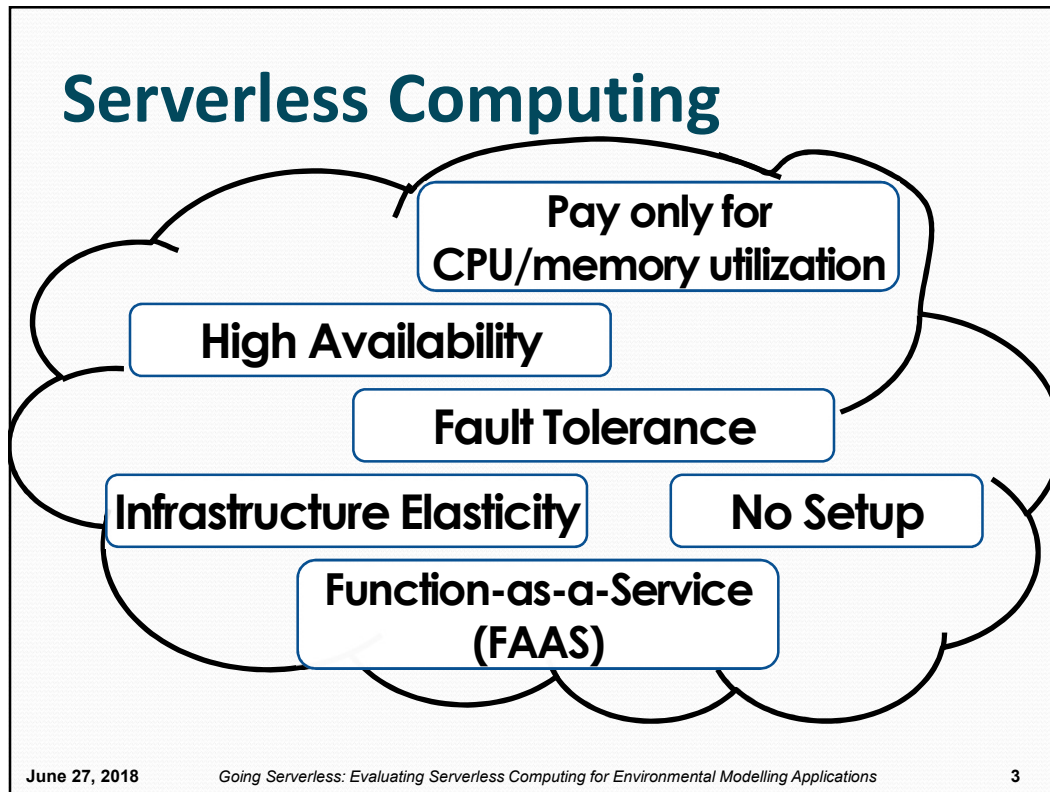 Serverless Computing
Pay only for
CPU/memory utilization
High Availability
Fault Tolerance
Infrastructure Elasticity
No Setup
Function-as-a-Service
(FAAS)
June 27, 2018
Going Serverless: Evaluating Serverless Computing for Environmental Modelling Applications
3